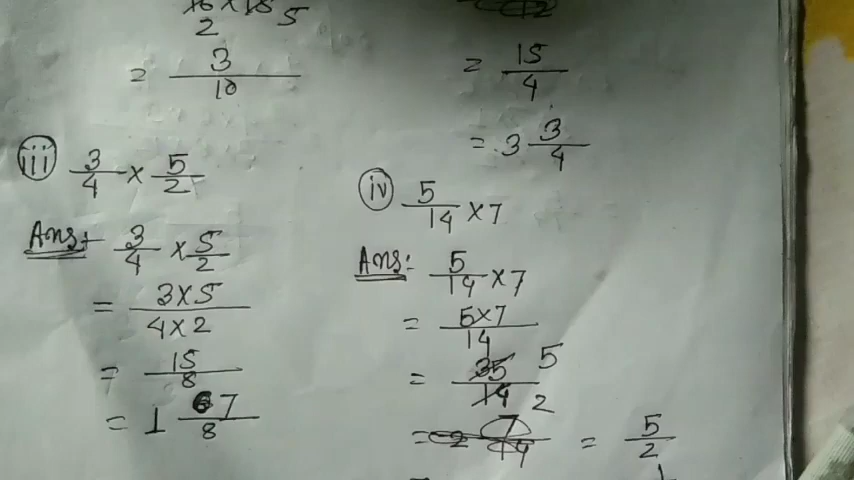 2 5
= 3/10
(iii) 3/4 × 5/2
Ans:- 3/4 × 5/2
= 3×5/4×2
= 15/8
= 1 7/8
= 15/4
= 3 3/4
(iv) 5/14 × 7
Ans: 5/14 × 7
= 5×7/14
= 35/14 5/2
= 5/2